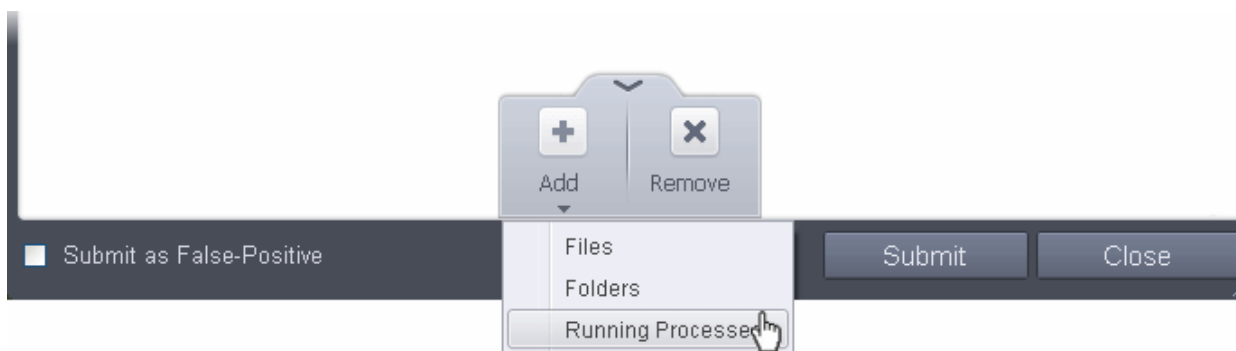 Add Remove
Submit as False-Positive Files Submit Close
Folders
Running Processe